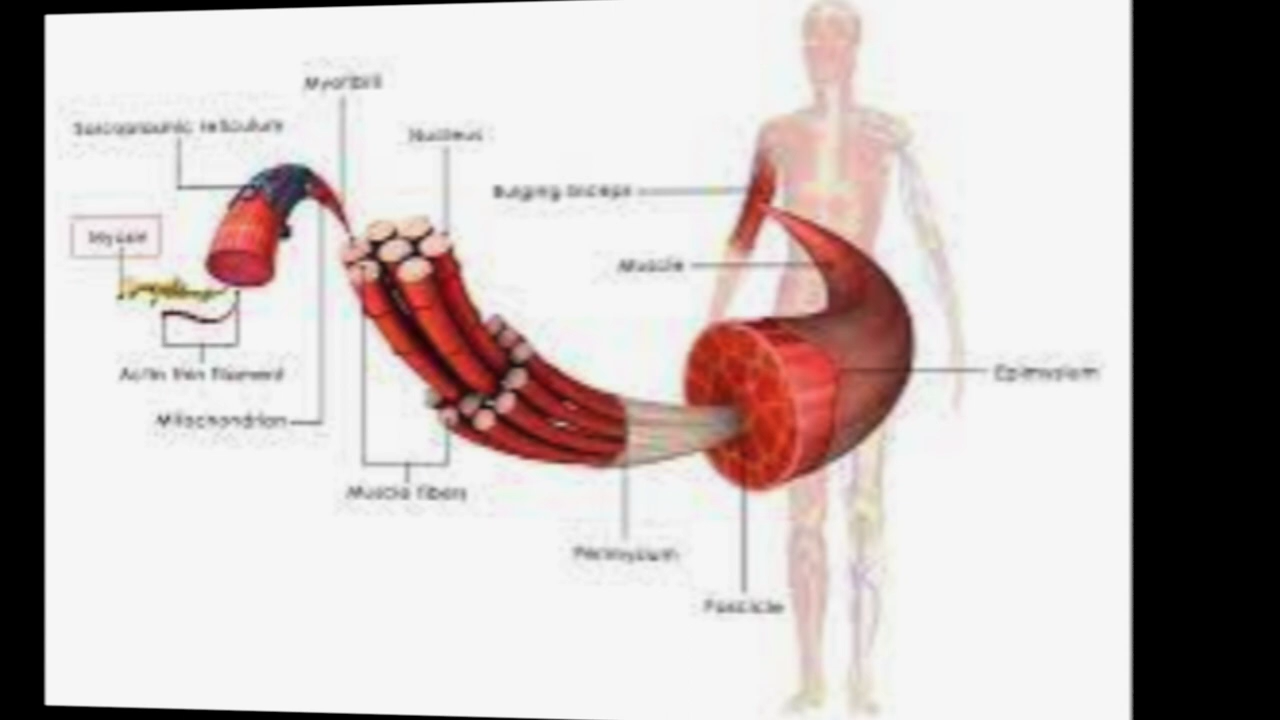 Myofibril
Sarcoplasmic reticulum
Nucleus
Bulging biceps
Myosin
Muscle
Actin thin filament
Epimysium
Mitochondrion
Muscle fibers
Perimysium
Fascicle